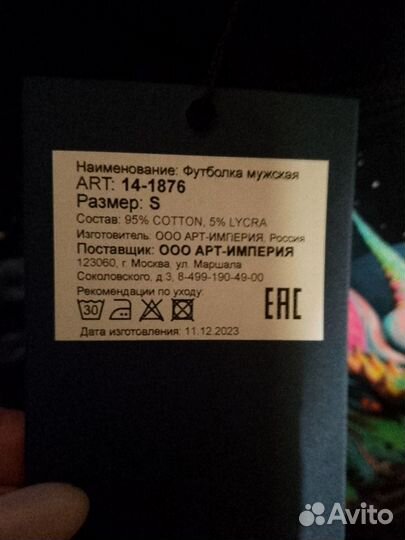 Наименование: Футболка мужская
ART: 14-1876
Размер: S
Состав: 95% COTTON, 5% LYCRA
Изготовитель: ООО АРТ-ИМПЕРИЯ, Россия
Поставщик: ООО АРТ-ИМПЕРИЯ
123060, г. Москва, ул. Маршала
Соколовского, д.3, 8-499-190-49-00
Рекомендации по уходу:
30
EAC
Дата изготовления: 11.12.2023
Avito